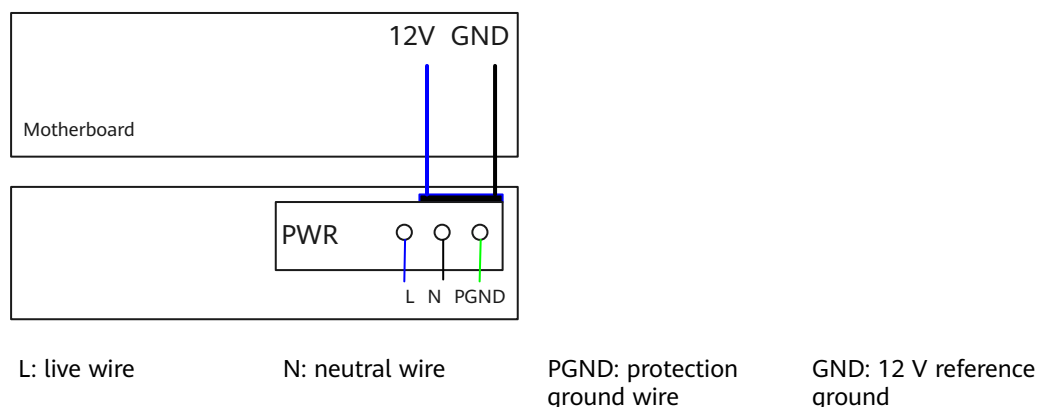 12V GND
Motherboard
PWR
L N PGND
L: live wire
N: neutral wire
PGND: protection
ground wire
GND: 12 V reference
ground